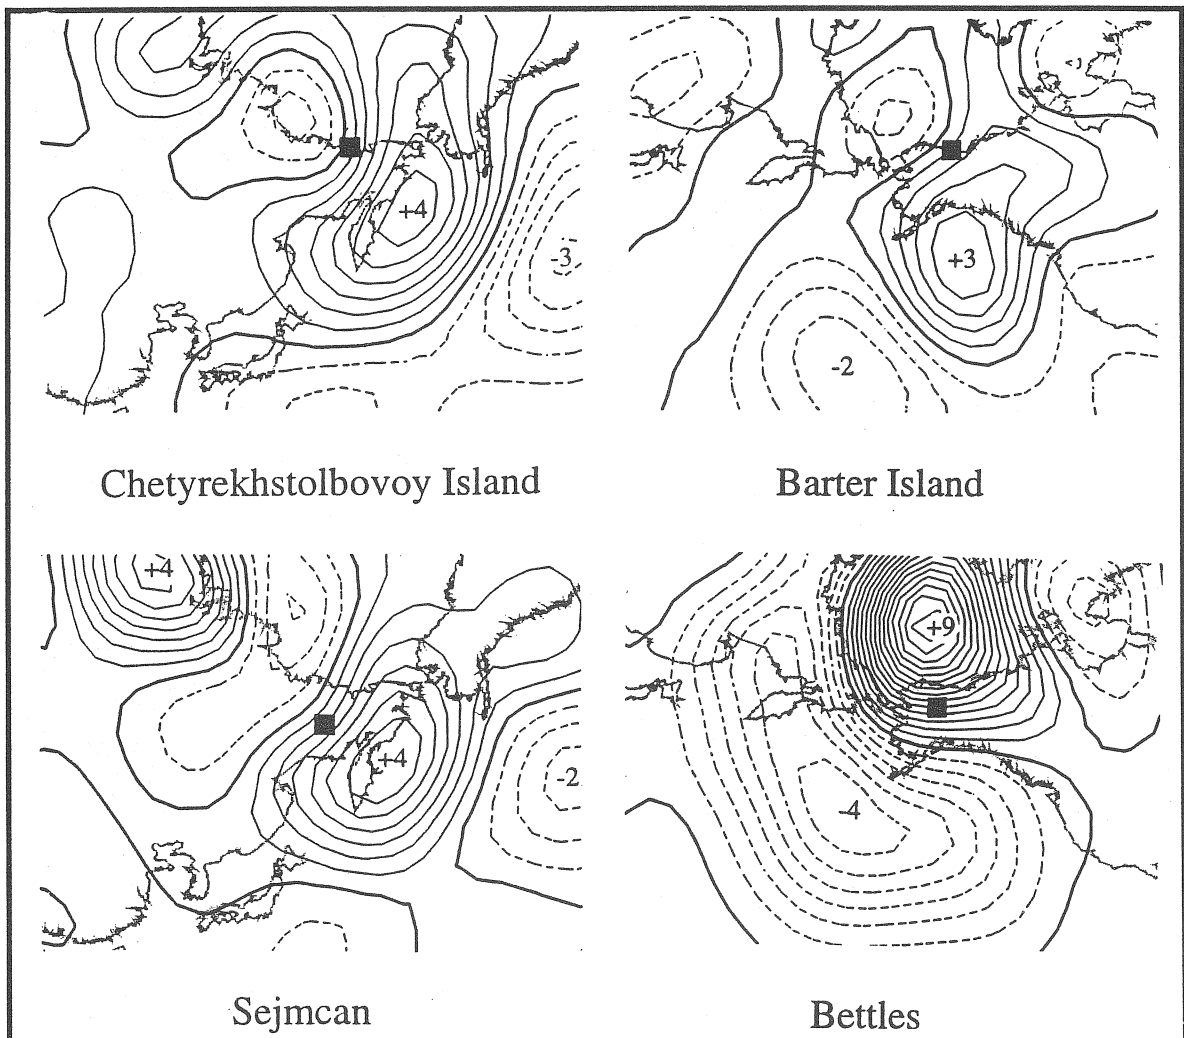 +4
-3
+3
-2
Chetyrekhstolbovoy Island
Barter Island
+4
+4
-2
+9
-4
Sejmcan
Bettles